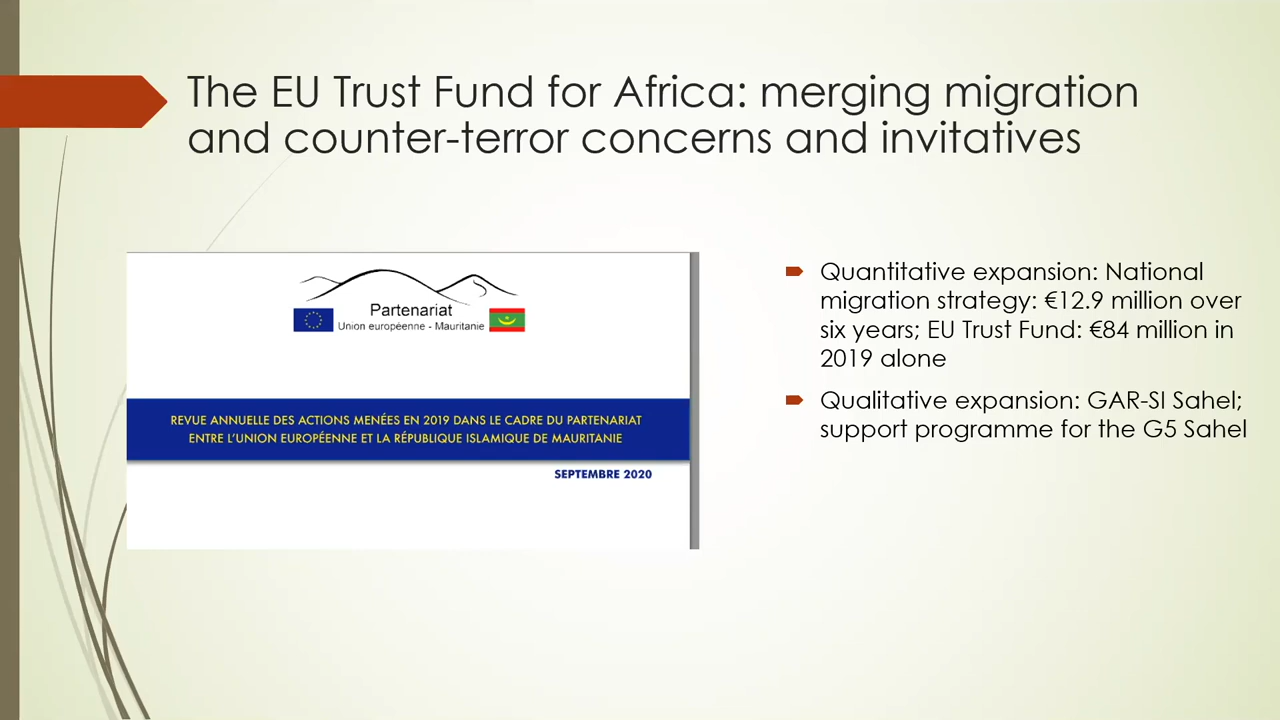 The EU Trust Fund for Africa: merging migration
and counter-terror concerns and invitatives
Partenariat
Union européenne - Mauritanie
REVUE ANNUELLE DES ACTIONS MENÉES EN 2019 DANS LE CADRE DU PARTENARIAT
ENTRE L'UNION EUROPÉENNE ET LA RÉPUBLIQUE ISLAMIQUE DE MAURITANIE
SEPTEMBRE 2020
Quantitative expansion: National
migration strategy: €12.9 million over
six years; EU Trust Fund: €84 million in
2019 alone
Qualitative expansion: GAR-SI Sahel;
support programme for the G5 Sahel